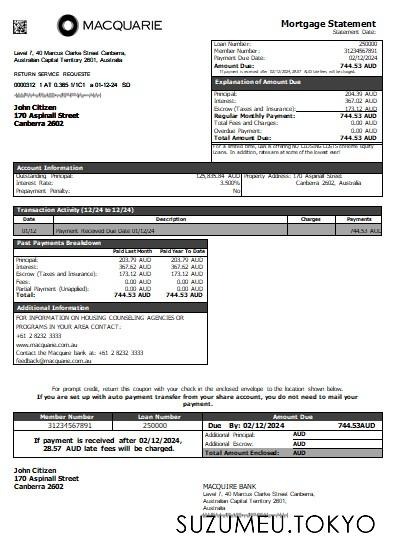 MACQUARIE
Mortgage Statement
Statement Date:
Level 7, 40 Marcus Clarke Street Canberra,
Australian Capital Territory 2601, Australia
RETURN SERVICE REQUESTE
0000312 1 AT 0.365 1/1C1 a 01-12-24 SD
John Citizen
170 Aspinall Street
Canberra 2602
Loan Number: 250000
Member Number: 31234567891
Payment Due Date: 02/12/2024
Amount Due: 744.53 AUD
If payment is received after 02/12/2024, 28.57 AUD late fees will be charged.
Explanation of Amount Due
Principal: 204.39 AUD
Interest: 367.02 AUD
Escrow (Taxes and Insurance): 173.12 AUD
Regular Monthly Payment: 744.53 AUD
Total Fees and Charges: 0.00 AUD
Overdue Payment: 0.00 AUD
Total Amount Due: 744.53 AUD
For a limited time, USB is offering NO CLOSING COSTS on Home Equity
Loans. In addition, rates are at some of the lowest ever!
Account Information
Outstanding Principal: 125,835.84 AUD
Interest Rate: 3.500%
Prepayment Penalty: No
Property Address: 170 Aspinall Street
Canberra 2602, Australia
Transaction Activity (12/24 to 12/24)
Date Description Charges Payments
01/12 Payment Received Due Date 01/12/24 744.53 AUD
Past Payments Breakdown
Paid Last Month Paid Year To Date
Principal: 203.79 AUD 203.79 AUD
Interest: 367.62 AUD 367.62 AUD
Escrow (Taxes and Insurance): 173.12 AUD 173.12 AUD
Fees: 0.00 AUD 0.00 AUD
Partial Payment (Unapplied): 0.00 AUD 0.00 AUD
Total: 744.53 AUD 744.53 AUD
Additional Information
FOR INFORMATION ON HOUSING COUNSELING AGENCIES OR
PROGRAMS IN YOUR AREA CONTACT:
+61 2 8232 3333
www.macquarie.com.au
Contact the Macquire bank at: +61 2 8232 3333
feedback@macquarie.com.au
For prompt credit, return this coupon with your check in the enclosed envelope to the location shown below.
If you are set up with auto payment transfer from your share account, you do not need to mail your
payment.
Member Number Loan Number Amount Due
31234567891 250000 Due By: 02/12/2024 744.53AUD
If payment is received after 02/12/2024,
28.57 AUD late fees will be charged.
Additional Principal: AUD
Additional Escrow: AUD
Total Amount Enclosed: AUD
John Citizen
170 Aspinall Street
Canberra 2602
MACQUIRE BANK
Level 7, 40 Marcus Clarke Street Canberra,
Australian Capital Territory 2601,
Australia
SUZUMEU.TOKYO